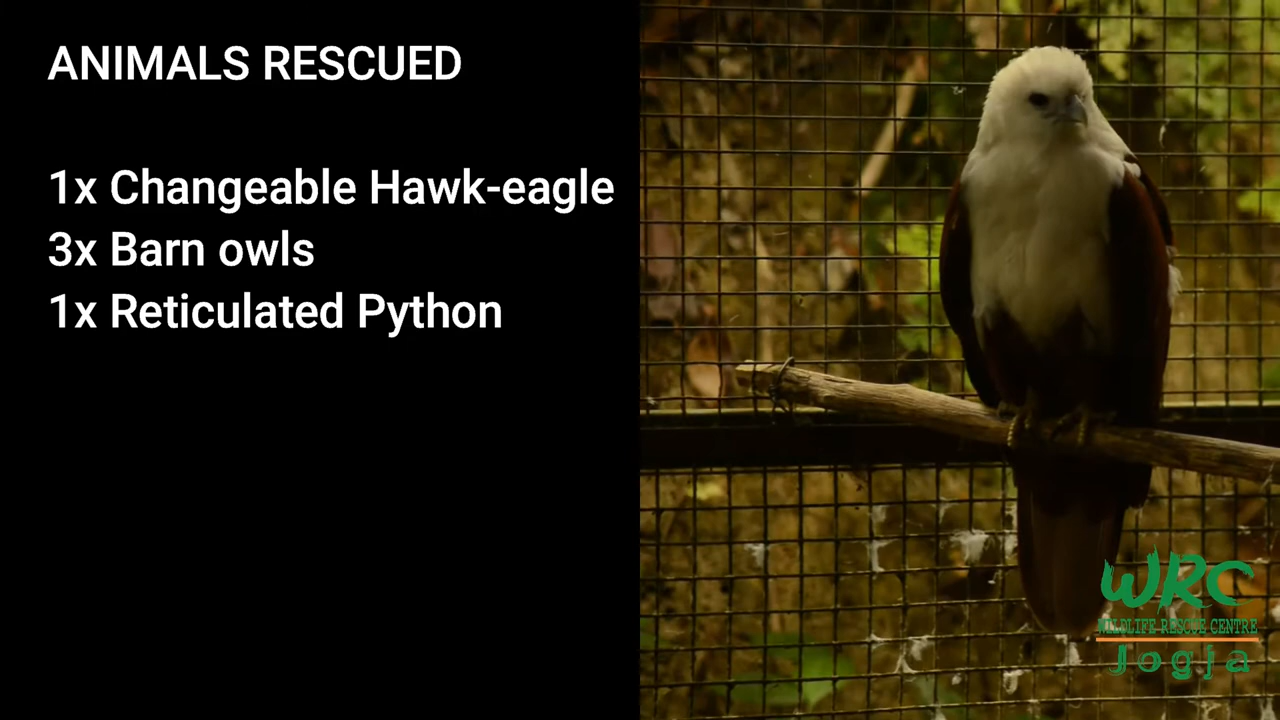 ANIMALS RESCUED
1x Changeable Hawk-eagle
3x Barn owls
1x Reticulated Python
WRC
WILDLIFE RESCUE CENTRE
Jogja